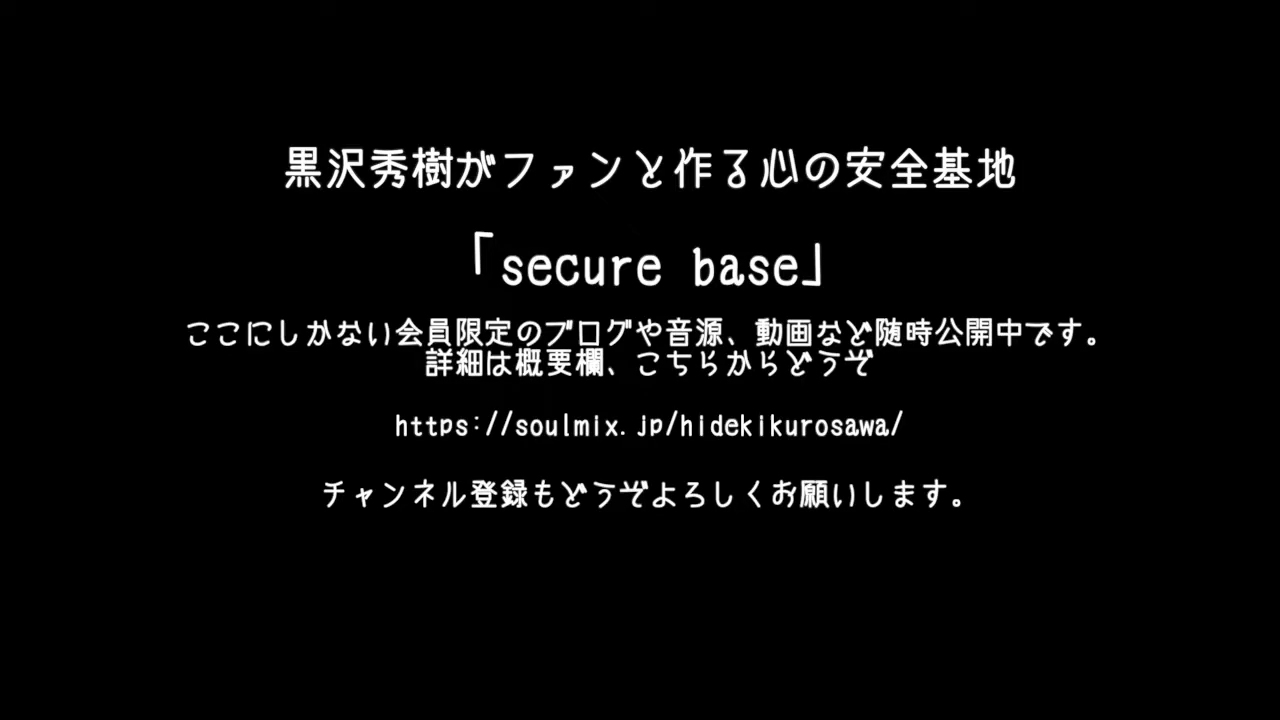 黒沢秀樹がファンと作る心の安全基地
「secure base」
ここにしかない会員限定のブログや音源、動画など随時公開中です。
詳細は概要欄、こちらからどうぞ
https://soulmix.jp/hidekikurosawa/
チャンネル登録もどうぞよろしくお願いします。